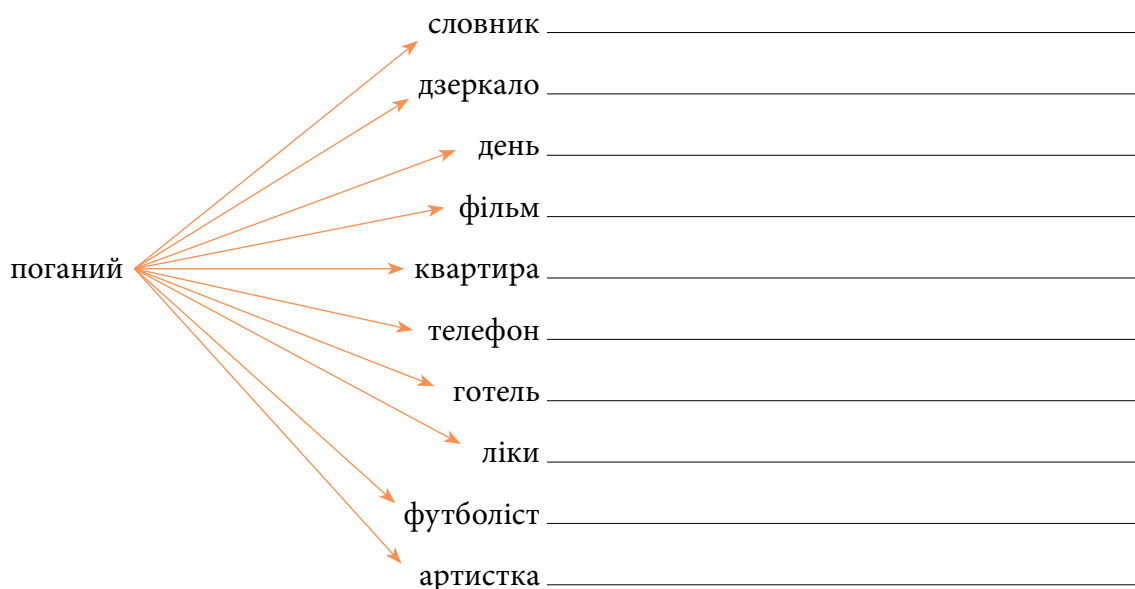 словник
дзеркало
день
фільм
поганий квартира
телефон
готель
ліки
футболіст
артистка